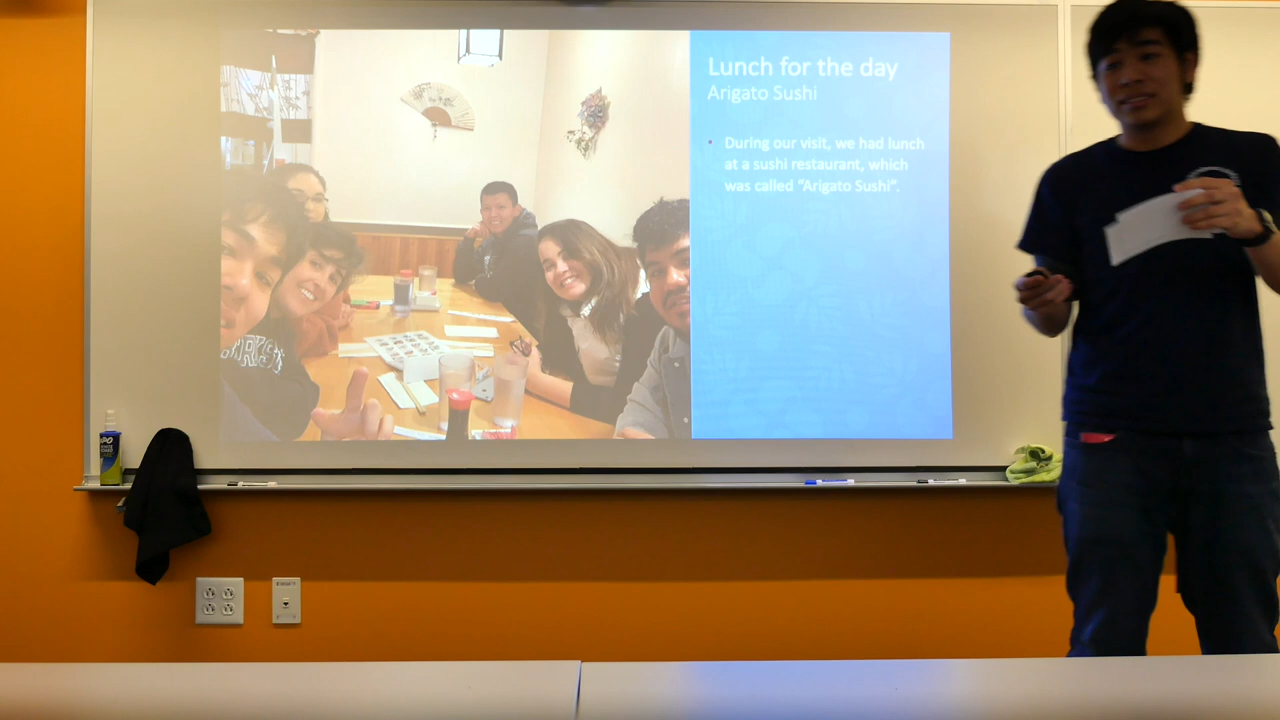 Lunch for the day
Arigato Sushi
• During our visit, we had lunch
at a sushi restaurant, which
was called “Arigato Sushi”.